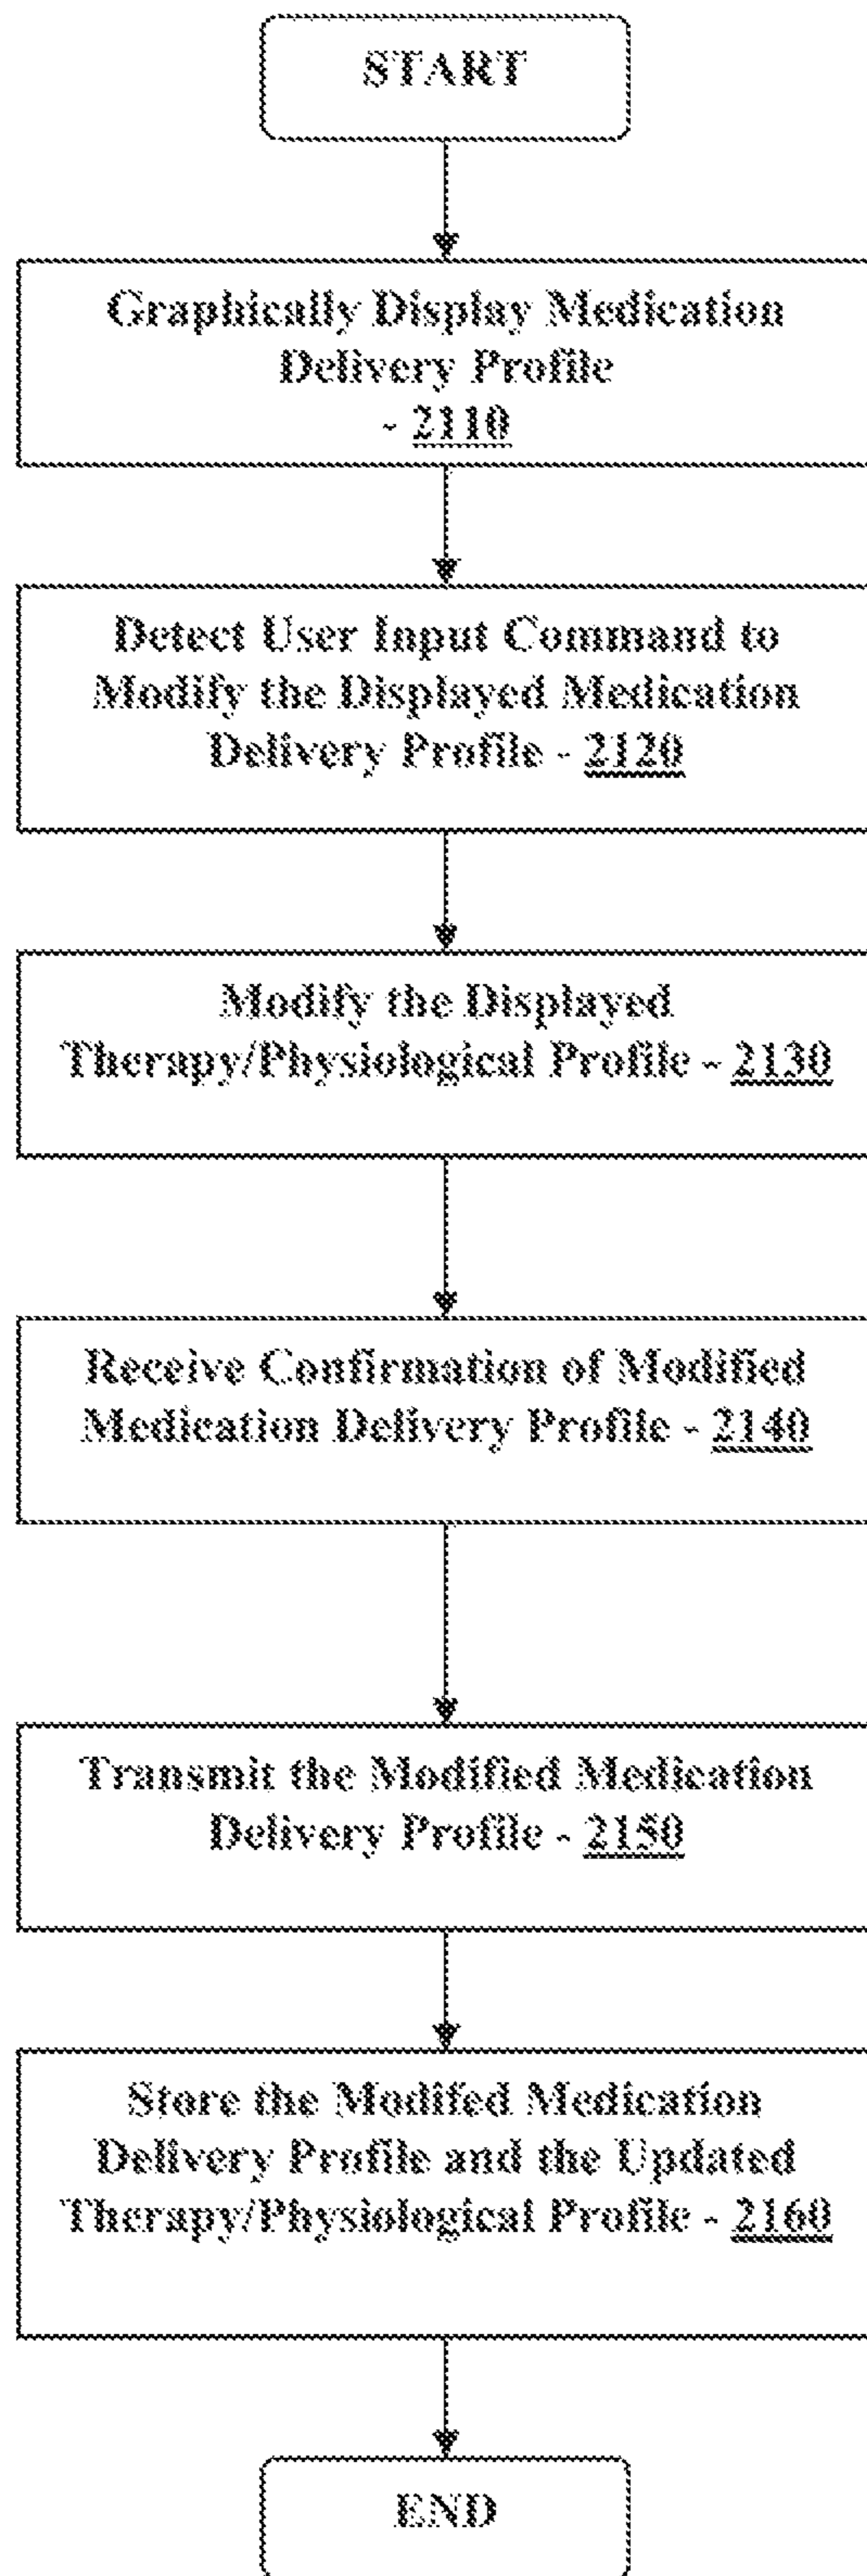 START
Graphically Display Medication
Delivery Profile
- 2110
Detect User Input Command to
Modify the Displayed Medication
Delivery Profile - 2120
Modify the Displayed
Therapy/Physiological Profile - 2130
Receive Confirmation of Modified
Medication Delivery Profile - 2140
Transmit the Modified Medication
Delivery Profile - 2150
Store the Modifed Medication
Delivery Profile and the Updated
Therapy/Physiological Profile - 2160
END